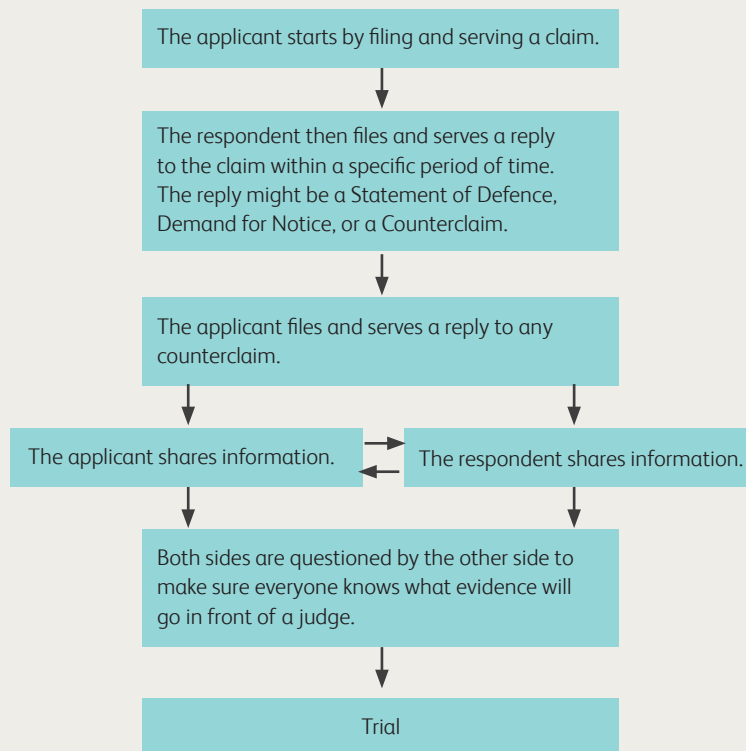 The applicant starts by filing and serving a claim.
The respondent then files and serves a reply
to the claim within a specific period of time.
The reply might be a Statement of Defence,
Demand for Notice, or a Counterclaim.
The applicant files and serves a reply to any
counterclaim.
The applicant shares information.
The respondent shares information.
Both sides are questioned by the other side to
make sure everyone knows what evidence will
go in front of a judge.
Trial